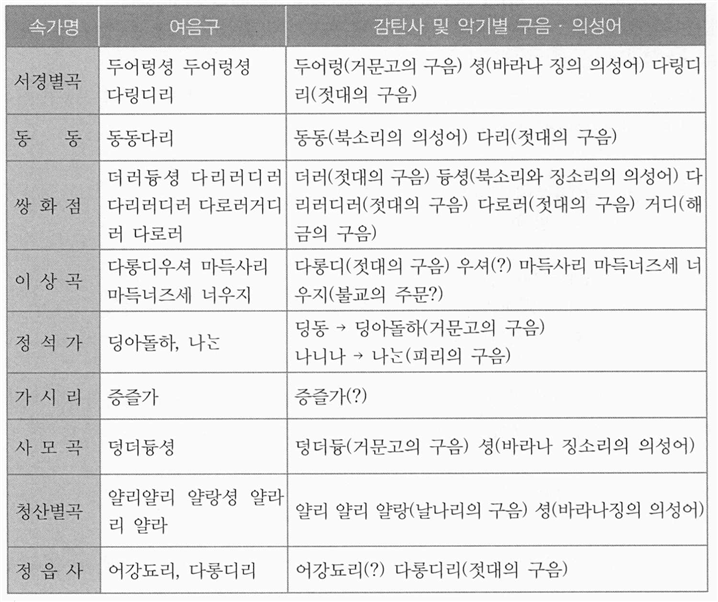 속가명 여음구 감탄사 및 악기별 구음 · 의성어
서경별곡
두어렁셩 두어렁셩
다링디리
두어렁(거문고의 구음) 셩(바라나 징의 의성어) 다링디
리(젓대의 구음)
동 동
동동다리
동동(북소리의 의성어) 다리(젓대의 구음)
쌍 화 점
더러듕셩 다리러디러
다리러디러 다로러거디
러 다로러
더러(젓대의 구음) 듕셩(북소리와 징소리의 의성어) 다
리러디러(젓대의 구음) 다로러(젓대의 구음) 거디(해
금의 구음)
이 상 곡
다롱디우셔 마득사리
마득너즈세 너우지
다롱디(젓대의 구음) 우셔(?) 마득사리 마득너즈세 너
우지(불교의 주문?)
정 석 가
딩아돌하, 나는
딩동 → 딩아돌하(거문고의 구음)
나니나 → 나는(피리의 구음)
가 시 리
증즐가
증즐가(?)
사 모 곡
덩더듕셩
덩더듕(거문고의 구음) 셩(바라나 징소리의 의성어)
청산별곡
얄리얄리 얄랑셩 얄라
리 얄라
얄리 얄리 얄랑(날나리의 구음) 셩(바라나징의 의성어)
정 읍 사
어강됴리, 다롱디리
어강됴리(?) 다롱디리(젓대의 구음)